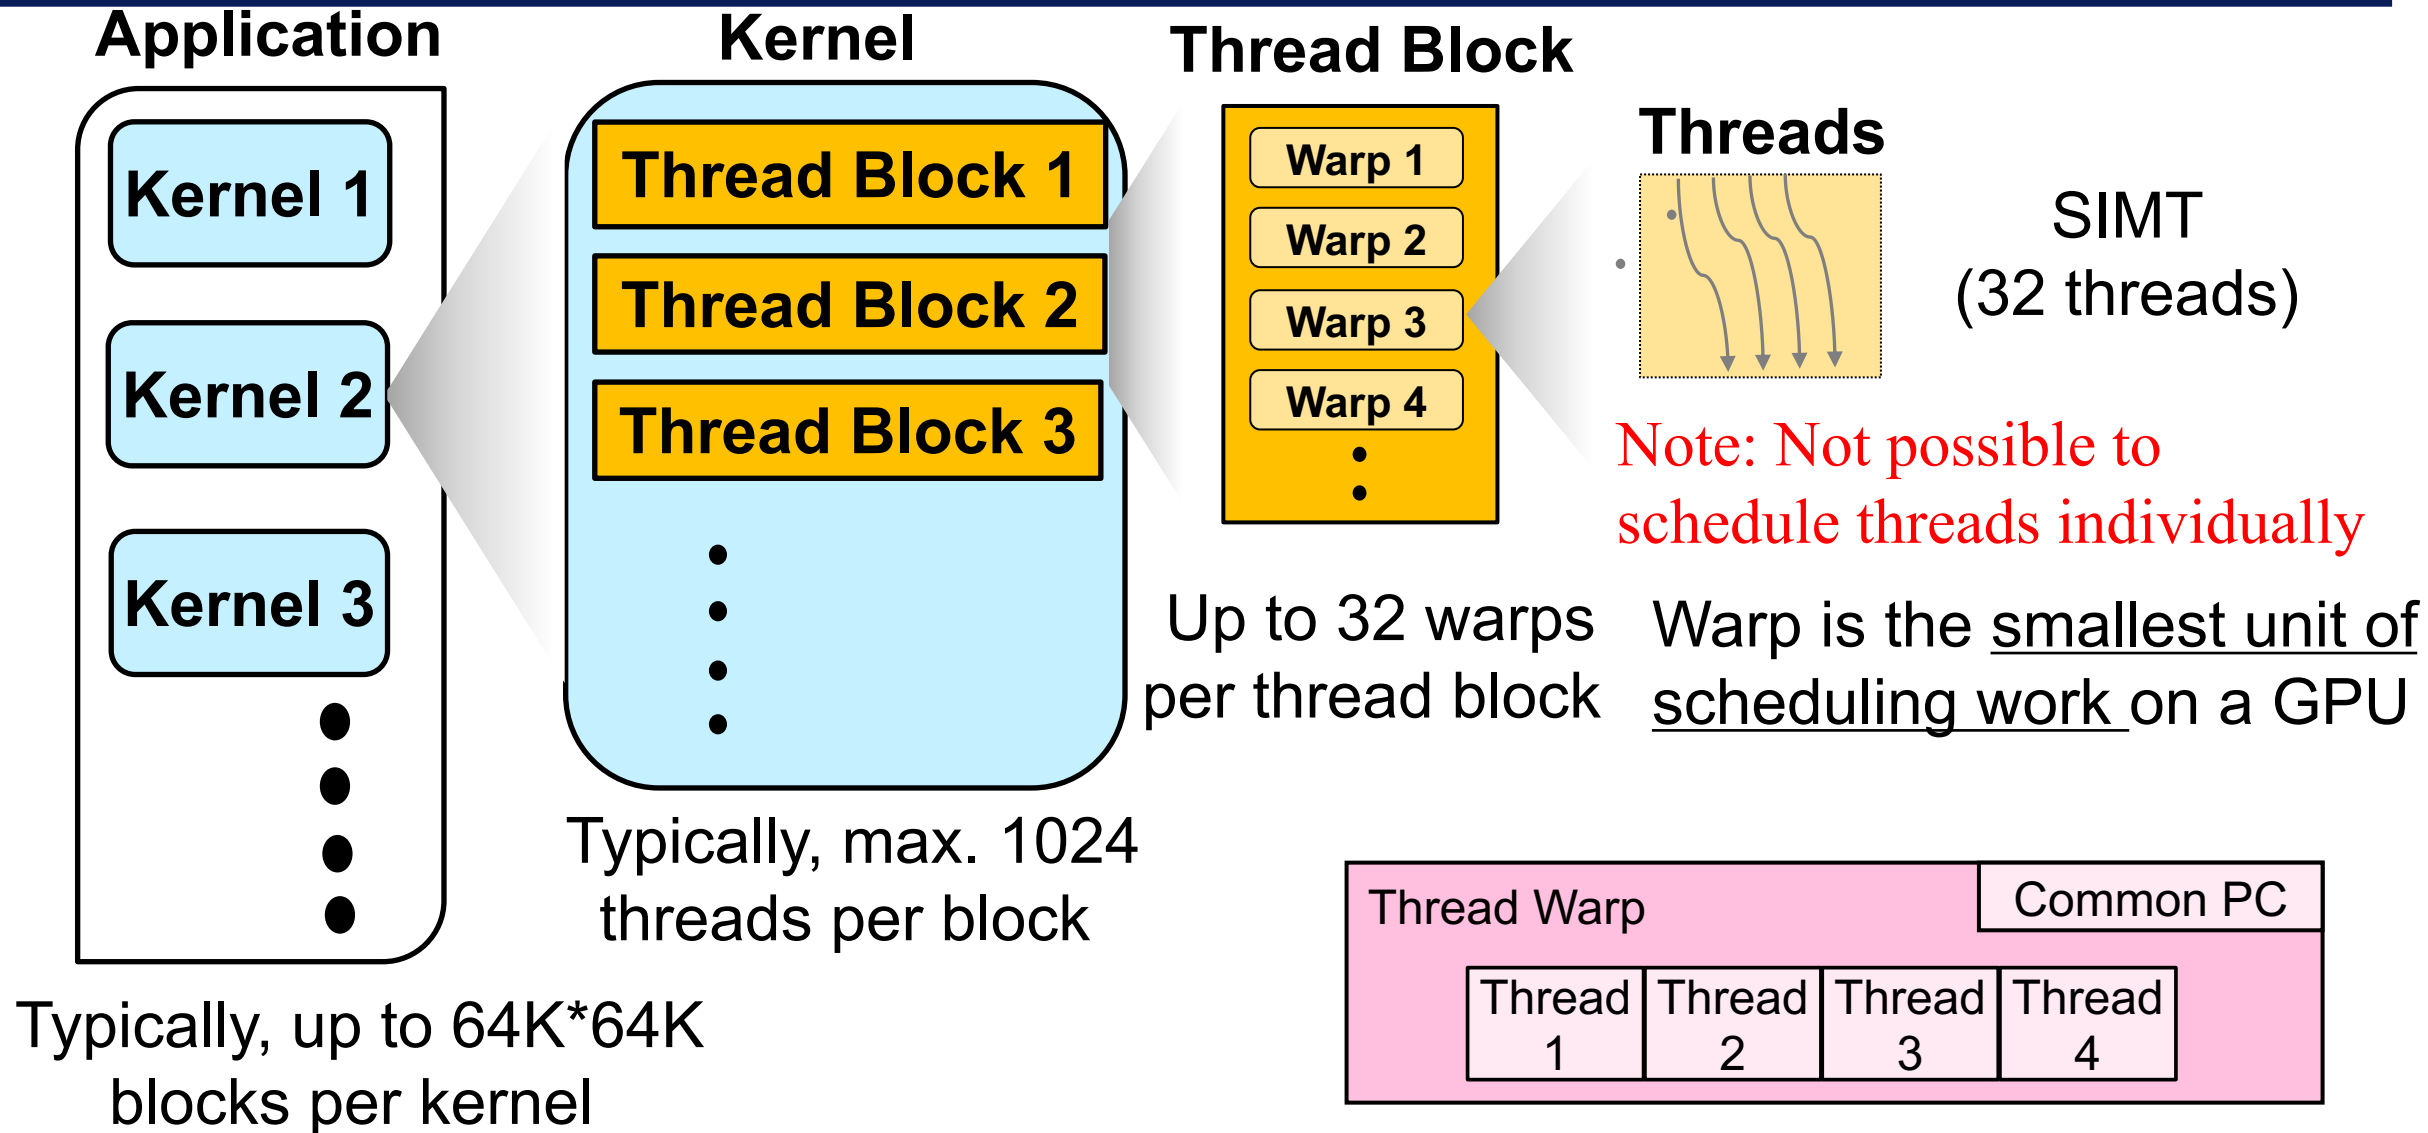 Application
Kernel 1
Kernel 2
Kernel 3
Typically, up to 64K*64K
blocks per kernel
Kernel
Thread Block 1
Thread Block 2
Thread Block 3
Typically, max. 1024
threads per block
Thread Block
Warp 1
Warp 2
Warp 3
Warp 4
Up to 32 warps
per thread block
Threads
SIMT
(32 threads)
Note: Not possible to
schedule threads individually
Warp is the smallest unit of
scheduling work on a GPU
Thread Warp
Common PC
Thread
1
Thread
2
Thread
3
Thread
4